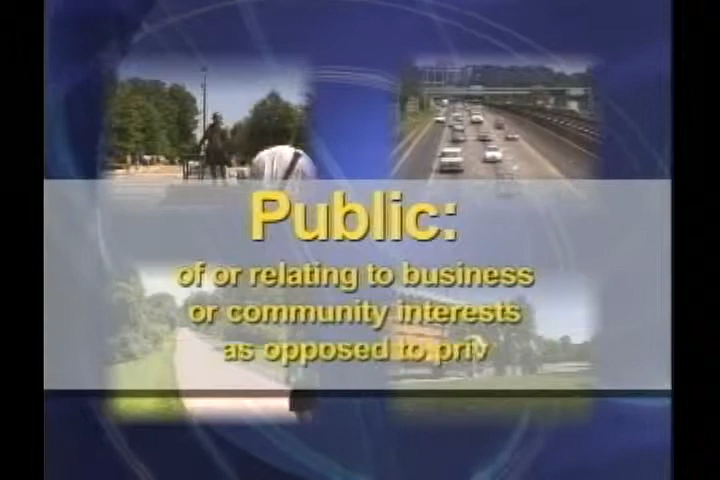 Public:
of or relating to business
or community interests
as opposed to priv